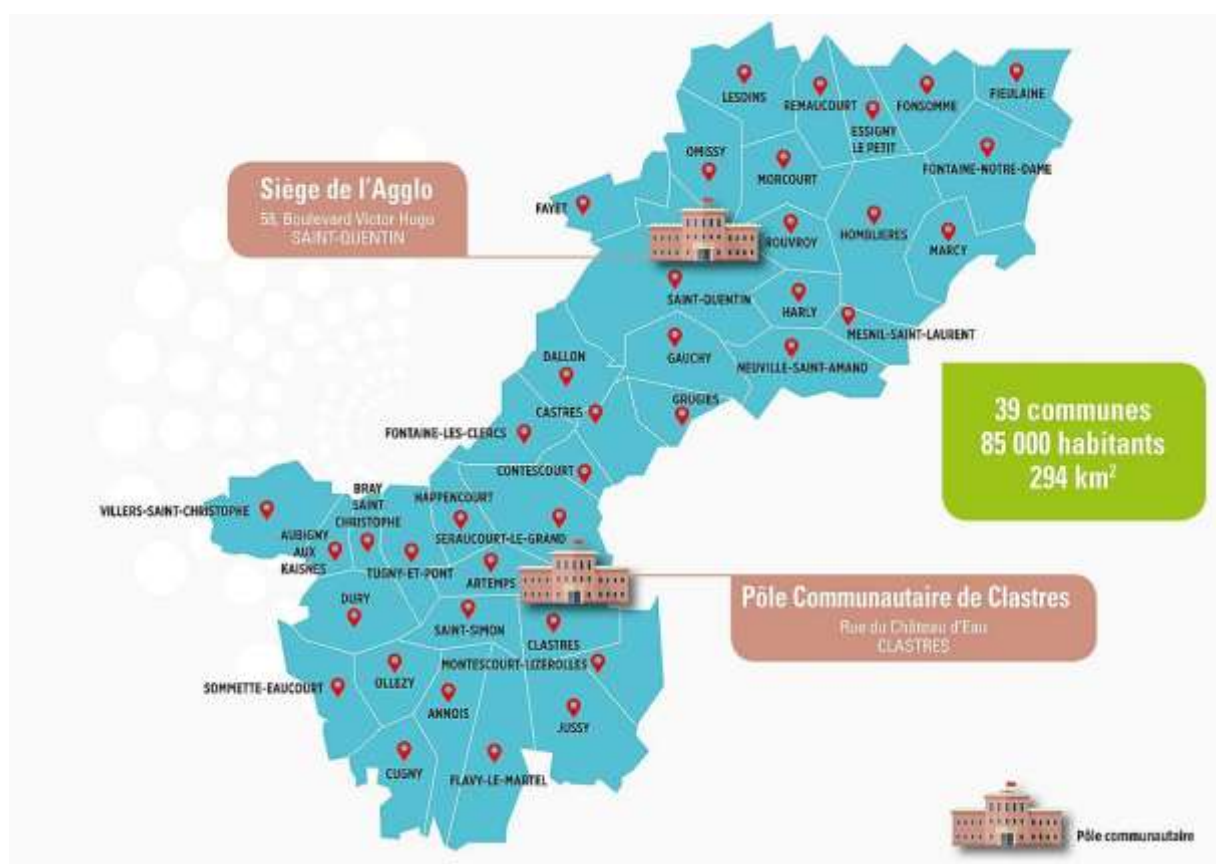 LESDINS
REMAUCOURT
ESSIGNY
LE PETIT
FONSOMME
FIEULAINE
OMISSY
MORCOURT
FONTAINE-NOTRE-DAME
Siège de l'Agglo
58, Boulevard Victor Hugo
SAINT-QUENTIN
FAYET
ROUVROY
HOMBLIERES
MARCY
SAINT-QUENTIN
HARLY
MESNIL-SAINT-LAURENT
GAUCHY
NEUVILLE-SAINT-AMAND
DALLON
CASTRES
GRUGIES
FONTAINE-LES-CLERCS
39 communes
85 000 habitants
294 km²
CONTESCOURT
VILLERS-SAINT-CHRISTOPHE
BRAY
SAINT
CHRISTOPHE
HAPPENCOURT
SERAUCOURT-LE-GRAND
AUBIGNY
AUX
KAISNES
TUGNY-ET-PONT
ARTEMPS
DURY
SAINT-SIMON
CLASTRES
Pôle Communautaire de Clastres
Rue du Château d'Eau
CLASTRES
MONTESCOURT-LIZEROLLES
SOMMETTE-EAUCOURT
OLLEZY
ANNOIS
JUSSY
CUGNY
FLAVY-LE-MARTEL
Pôle communautaire